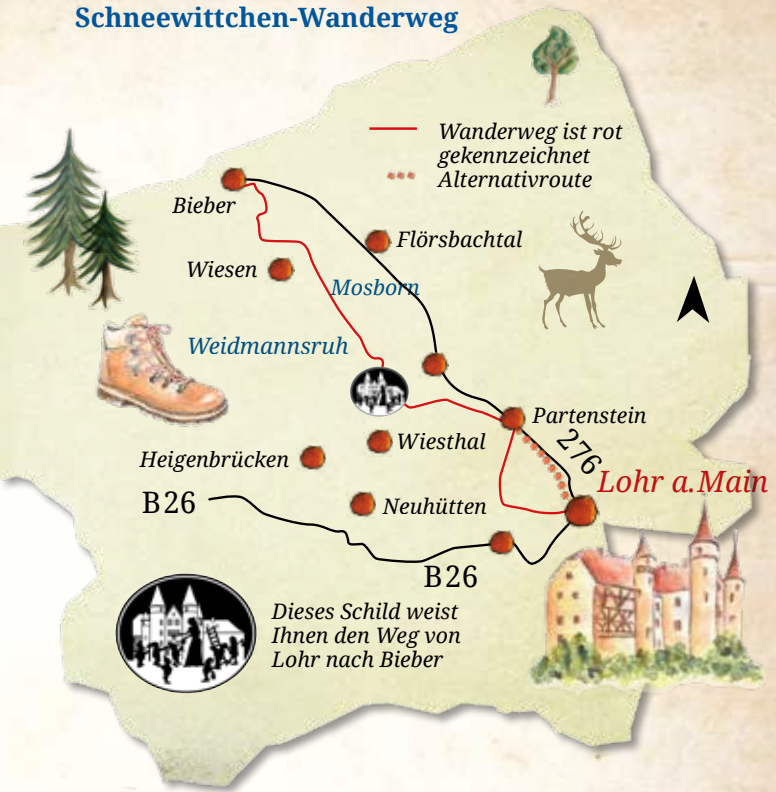 Schneewittchen-Wanderweg
Wanderweg ist rot
gekennzeichnet
Alternativroute
Bieber
Flörsbachtal
Wiesen
Mosborn
Weidmannsruh
Partenstein
276
Wiesthal
Heigenbrücken
Lohr a.Main
B26
Neuhütten
B26
Dieses Schild weist
Ihnen den Weg von
Lohr nach Bieber